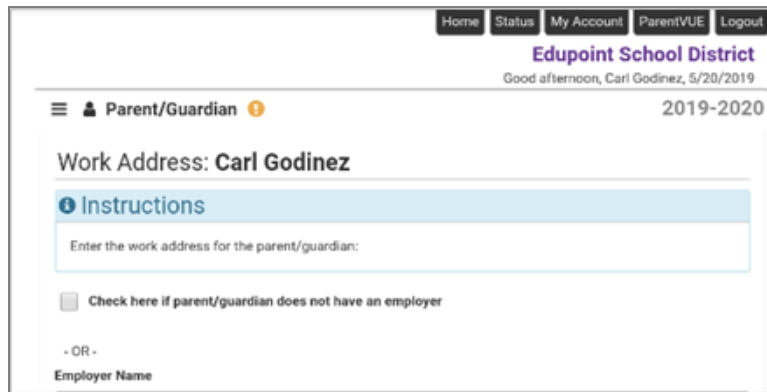 Home Status My Account ParentVUE Logout
Edupoint School District
Good afternoon, Carl Godinez, 5/20/2019
Parent/Guardian
2019-2020
Work Address: Carl Godinez
Instructions
Enter the work address for the parent/guardian:
Check here if parent/guardian does not have an employer
- OR -
Employer Name